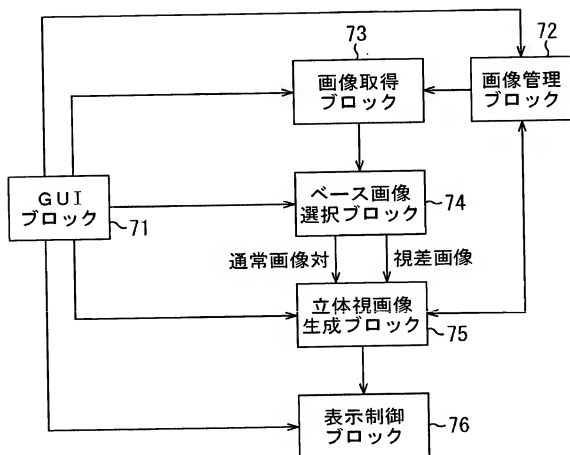 73
画像取得
ブロック
72
画像管理
ブロック
GUI
ブロック
71
ベース画像
選択ブロック
74
通常画像対
視差画像
立体視画像
生成ブロック
75
表示制御
ブロック
76